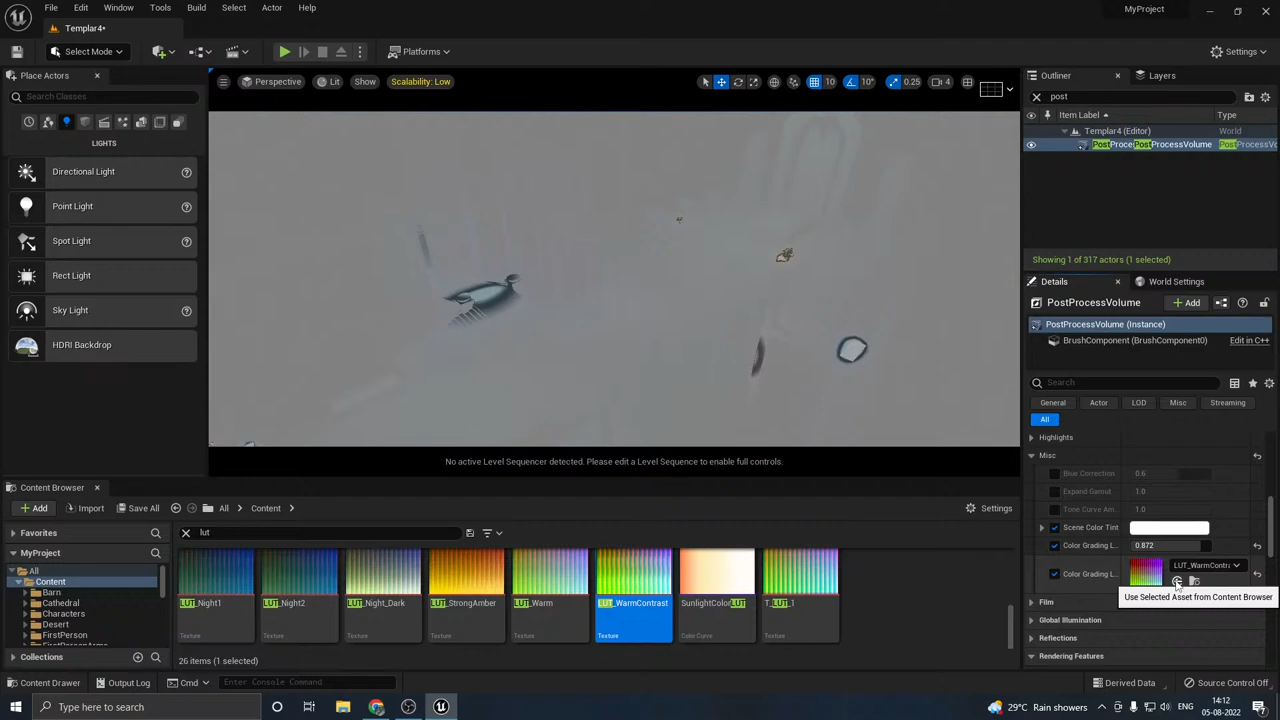 File Edit Window Tools Build Select Actor Help
MyProject
Templar4*
Select Mode
Platforms
Settings
Place Actors
Search Classes
LIGHTS
Directional Light
Point Light
Spot Light
Rect Light
Sky Light
HDRI Backdrop
Perspective Lit Show Scalability: Low
10 10° 0.25 4
No active Level Sequencer detected. Please edit a Level Sequence to enable full controls.
Outliner Layers
post
Item Label Type
Templar4 (Editor) World
PostProce PostProcessVolume PostProcessVo
Showing 1 of 317 actors (1 selected)
Details World Settings
PostProcessVolume Add
PostProcessVolume (Instance)
BrushComponent (BrushComponent0) Edit in C++
Search
General Actor LOD Misc Streaming
All
Highlights
Misc
Blue Correction 0.6
Expand Gamut 1.0
Tone Curve Am... 1.0
Scene Color Tint
Color Grading L... 0.872
Color Grading L... LUT_WarmContra
Use Selected Asset from Content Browser
Film
Global Illumination
Reflections
Rendering Features
Content Browser
Add Import Save All All Content Settings
Favorites
lut
MyProject
All
Content
Barn
Cathedral
Characters
Desert
FirstPerson
FirstPersonArms
Collections
LUT_Night1 LUT_Night2 LUT_Night_Dark LUT_StrongAmber LUT_Warm LUT_WarmContrast SunlightColorLUT T_LUT_1
Texture Texture Texture Texture Texture Texture Color Curve Texture
26 items (1 selected)
Content Drawer Output Log Cmd Enter Console Command Derived Data Source Control Off
Type here to search
29°C Rain showers
14:12
05-08-2022